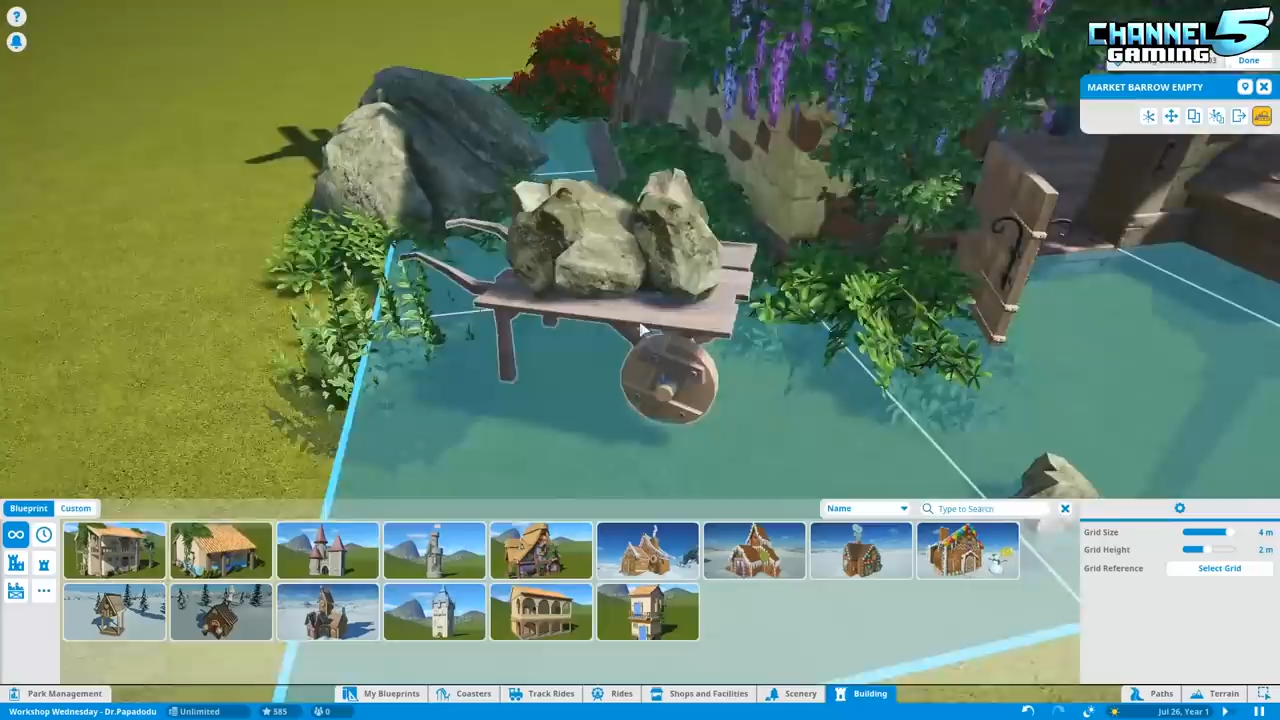 ?
CHANNEL 5
GAMING
Done
MARKET BARROW EMPTY
Blueprint
Custom
Name
Type to Search
Grid Size
4 m
Grid Height
2 m
Grid Reference
Select Grid
Park Management
My Blueprints
Coasters
Track Rides
Rides
Shops and Facilities
Scenery
Building
Paths
Terrain
Workshop Wednesday - Dr.Papadodu
Unlimited
585
0
Jul 26, Year 1